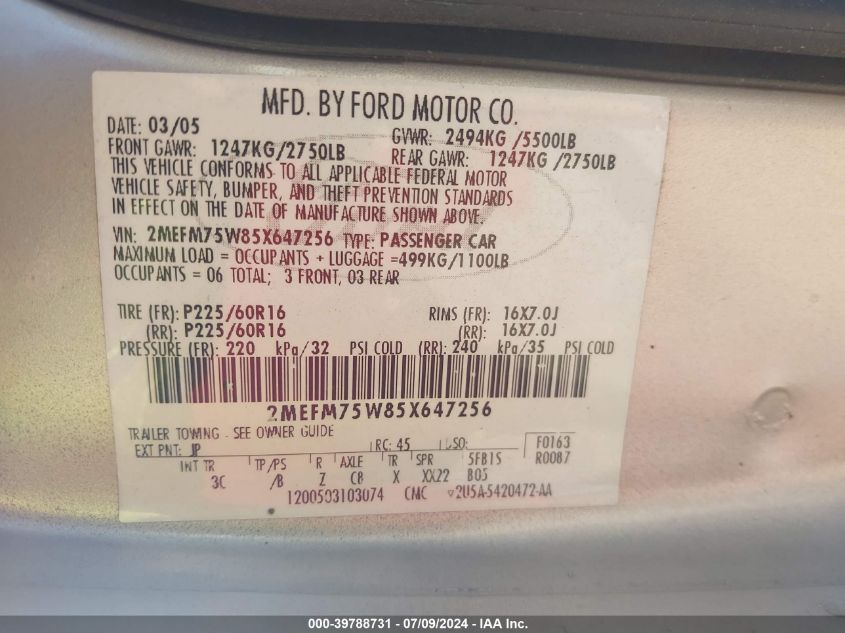 MFD. BY FORD MOTOR CO.
DATE: 03/05 GVWR: 2494KG /5500LB
FRONT GAWR: 1247KG/2750LB REAR GAWR: 1247KG /2750LB
THIS VEHICLE CONFORMS TO ALL APPLICABLE FEDERAL MOTOR
VEHICLE SAFETY, BUMPER, AND THEFT PREVENTION STANDARDS
IN EFFECT ON THE DATE OF MANUFACTURE SHOWN ABOVE.
VIN: 2MEFM75W85X647256 TYPE: PASSENGER CAR
MAXIMUM LOAD = OCCUPANTS + LUGGAGE =499KG/1100LB
OCCUPANTS = 06 TOTAL; 3 FRONT, 03 REAR
TIRE (FR): P225/60R16 RIMS (FR): 16X7.0J
(RR): P225/60R16 (RR): 16X7.0J
PRESSURE (FR): 220 kPa/32 PSI COLD (RR): 240 kPa/35 PSI COLD
2MEFM75W85X647256
TRAILER TOWING - SEE OWNER GUIDE
EXT PNT: JP RC: 45 DSO: F0163
INT TR TP/PS R AXLE TR SPR 5FB15 R0087
3C /B Z C8 X XX22 B05
1200503103074 CMC 2U5A-5420472-AA
000-39788731 / 07/09/2024 / IAA Inc.